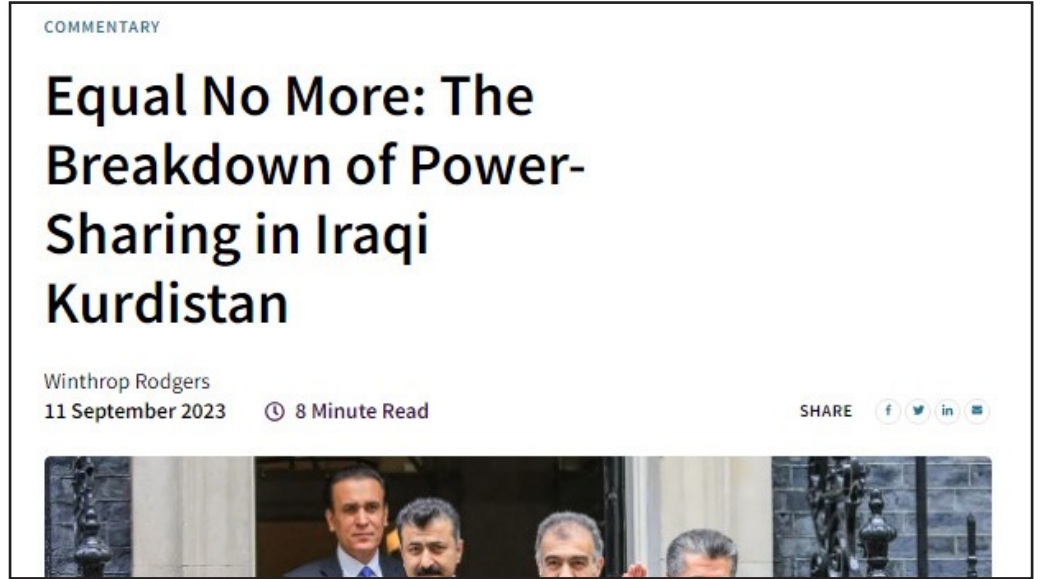 COMMENTARY
Equal No More: The
Breakdown of Power-
Sharing in Iraqi
Kurdistan
Winthrop Rodgers
11 September 2023 8 Minute Read SHARE f in